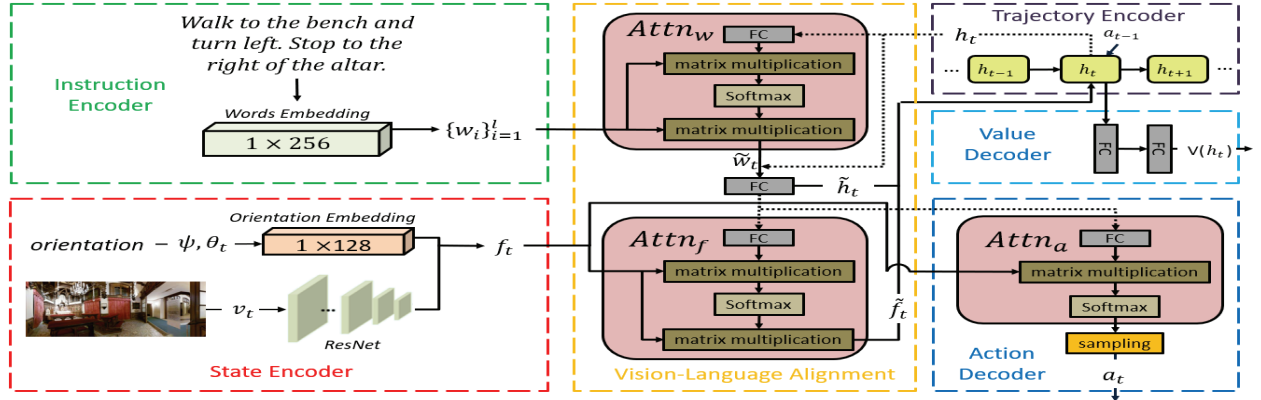 Walk to the bench and
turn left. Stop to the
right of the altar.
Instruction
Encoder
Words Embedding
1 × 256
{w_i}_{i=1}^l
Orientation Embedding
orientation − ψ, θ_t
1 ×128
f_t
v_t
...
ResNet
State Encoder
Attn_w
FC
matrix multiplication
Softmax
matrix multiplication
w̃_t
FC
h̃_t
Attn_f
FC
matrix multiplication
Softmax
matrix multiplication
f̃_t
Vision-Language Alignment
Trajectory Encoder
h_t
a_{t−1}
...
h_{t−1}
h_t
h_{t+1}
...
Value
Decoder
FC
FC
V(h_t)
Attn_a
FC
matrix multiplication
Softmax
sampling
Action
Decoder
a_t